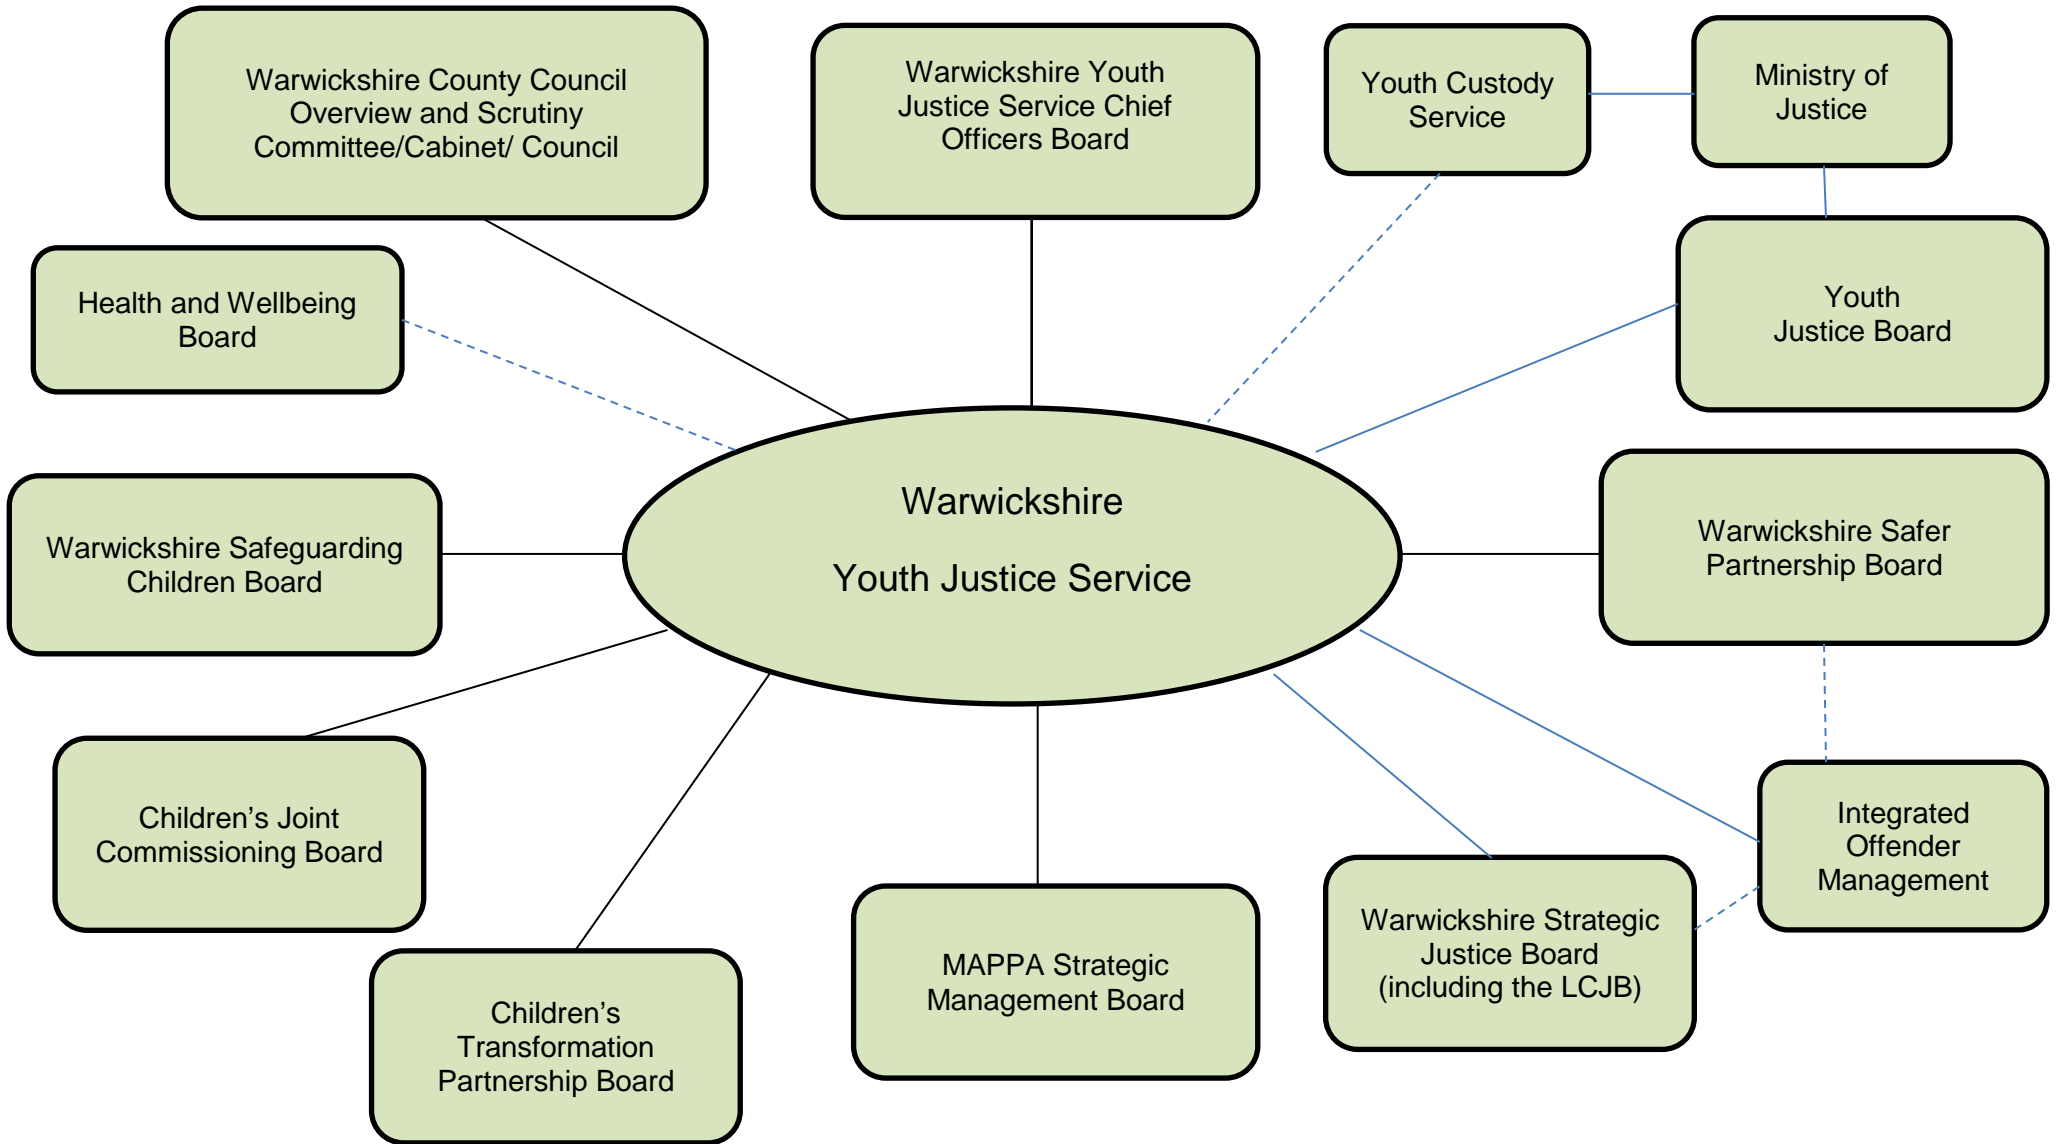 Warwickshire County Council
Overview and Scrutiny
Committee/Cabinet/ Council
Warwickshire Youth
Justice Service Chief
Officers Board
Youth Custody
Service
Ministry of
Justice
Health and Wellbeing
Board
Youth
Justice Board
Warwickshire
Youth Justice Service
Warwickshire Safeguarding
Children Board
Warwickshire Safer
Partnership Board
Children’s Joint
Commissioning Board
Integrated
Offender
Management
Children’s
Transformation
Partnership Board
MAPPA Strategic
Management Board
Warwickshire Strategic
Justice Board
(including the LCJB)